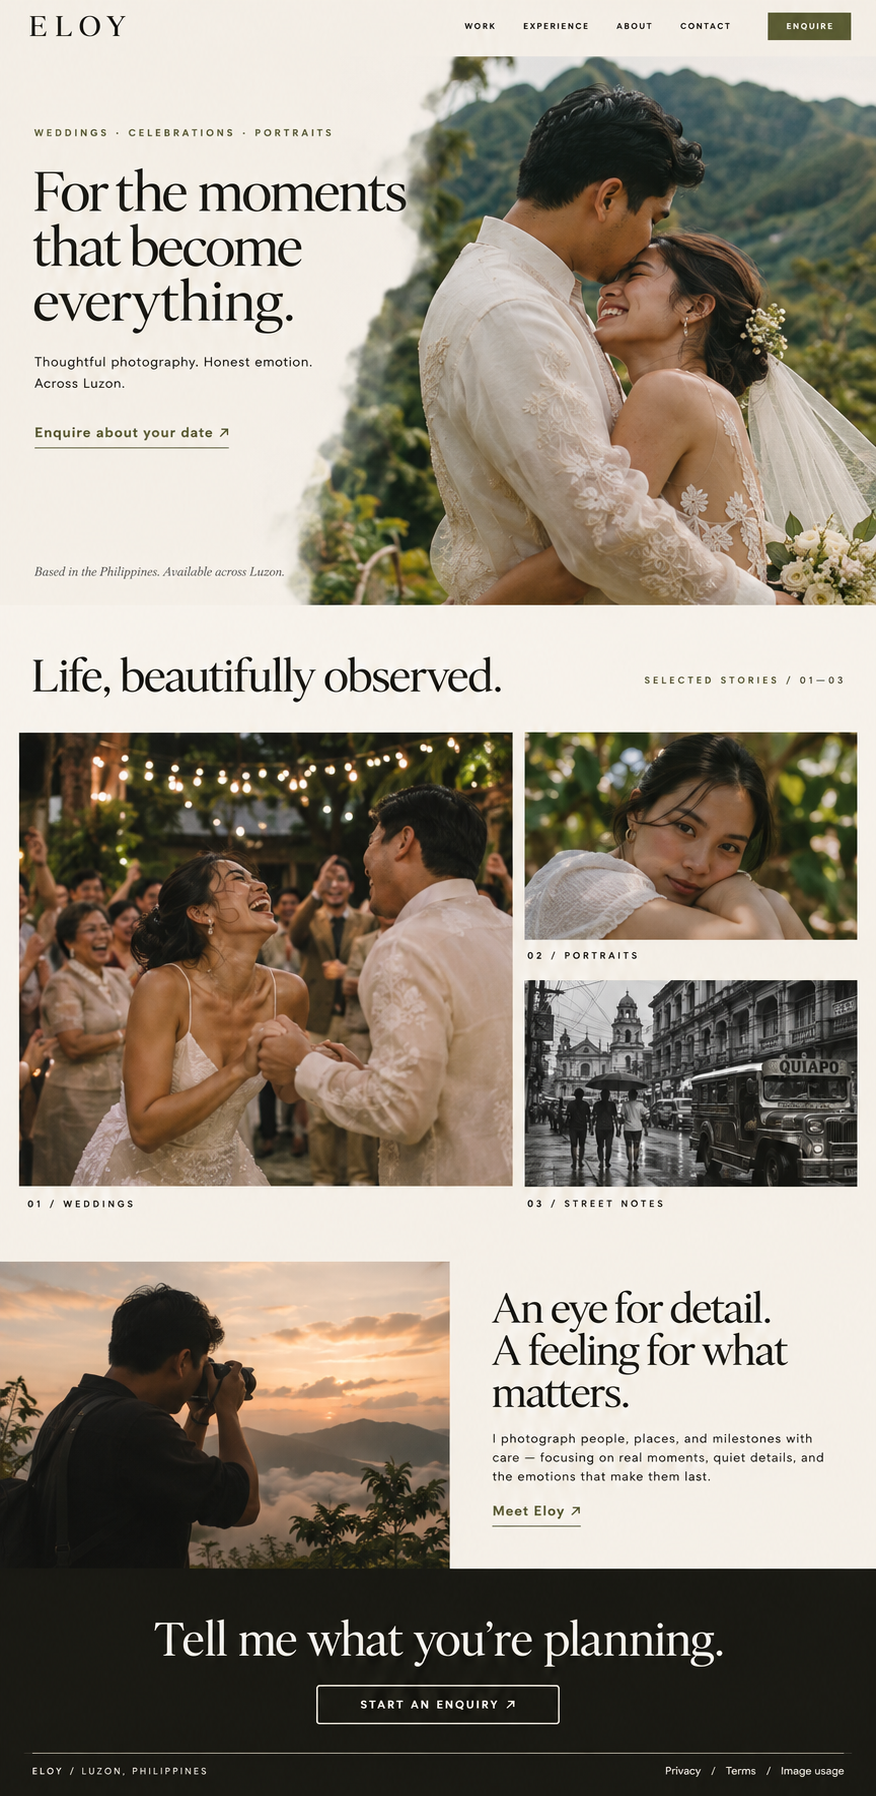 ELOY
WORK EXPERIENCE ABOUT CONTACT ENQUIRE
WEDDINGS · CELEBRATIONS · PORTRAITS
For the moments
that become
everything.
Thoughtful photography. Honest emotion.
Across Luzon.
Enquire about your date ↗
Based in the Philippines. Available across Luzon.
Life, beautifully observed.
SELECTED STORIES / 01—03
02 / PORTRAITS
QUIAPO
01 / WEDDINGS
03 / STREET NOTES
An eye for detail.
A feeling for what
matters.
I photograph people, places, and milestones with
care — focusing on real moments, quiet details, and
the emotions that make them last.
Meet Eloy ↗
Tell me what you’re planning.
START AN ENQUIRY ↗
ELOY / LUZON, PHILIPPINES
Privacy / Terms / Image usage